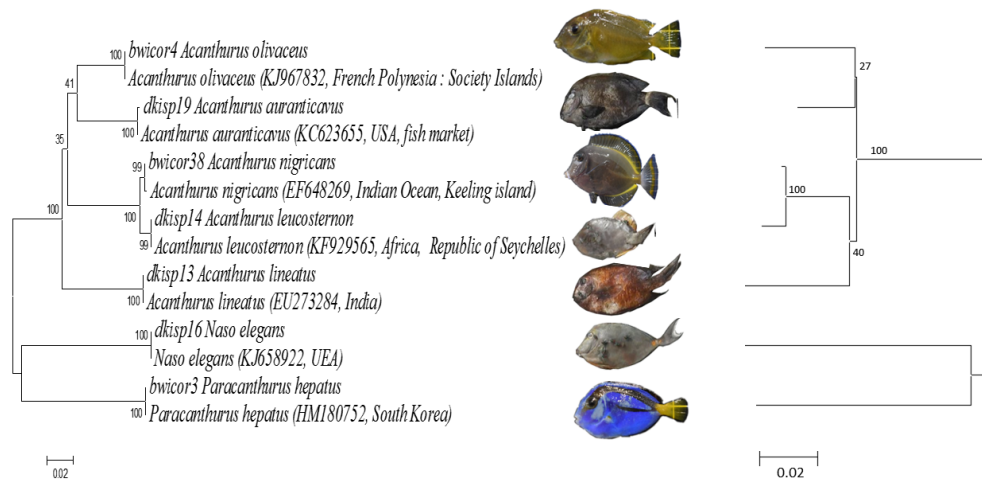 bwicor4 Acanthurus olivaceus
100
27
41
Acanthurus olivaceus (KJ967832, French Polynesia : Society Islands)
dkisp19 Acanthurus auranticavus
100
Acanthurus auranticavus (KC623655, USA, fish market)
35
100
99
bwicor38 Acanthurus nigricans
Acanthurus nigricans (EF648269, Indian Ocean, Keeling island)
100
100
100
dkisp14 Acanthurus leucosternon
99
Acanthurus leucosternon (KF929565, Africa, Republic of Seychelles)
40
dkisp13 Acanthurus lineatus
100
Acanthurus lineatus (EU273284, India)
dkisp16 Naso elegans
100
Naso elegans (KJ658922, UEA)
bwicor3 Paracanthurus hepatus
100
Paracanthurus hepatus (HM180752, South Korea)
0.02
0.02